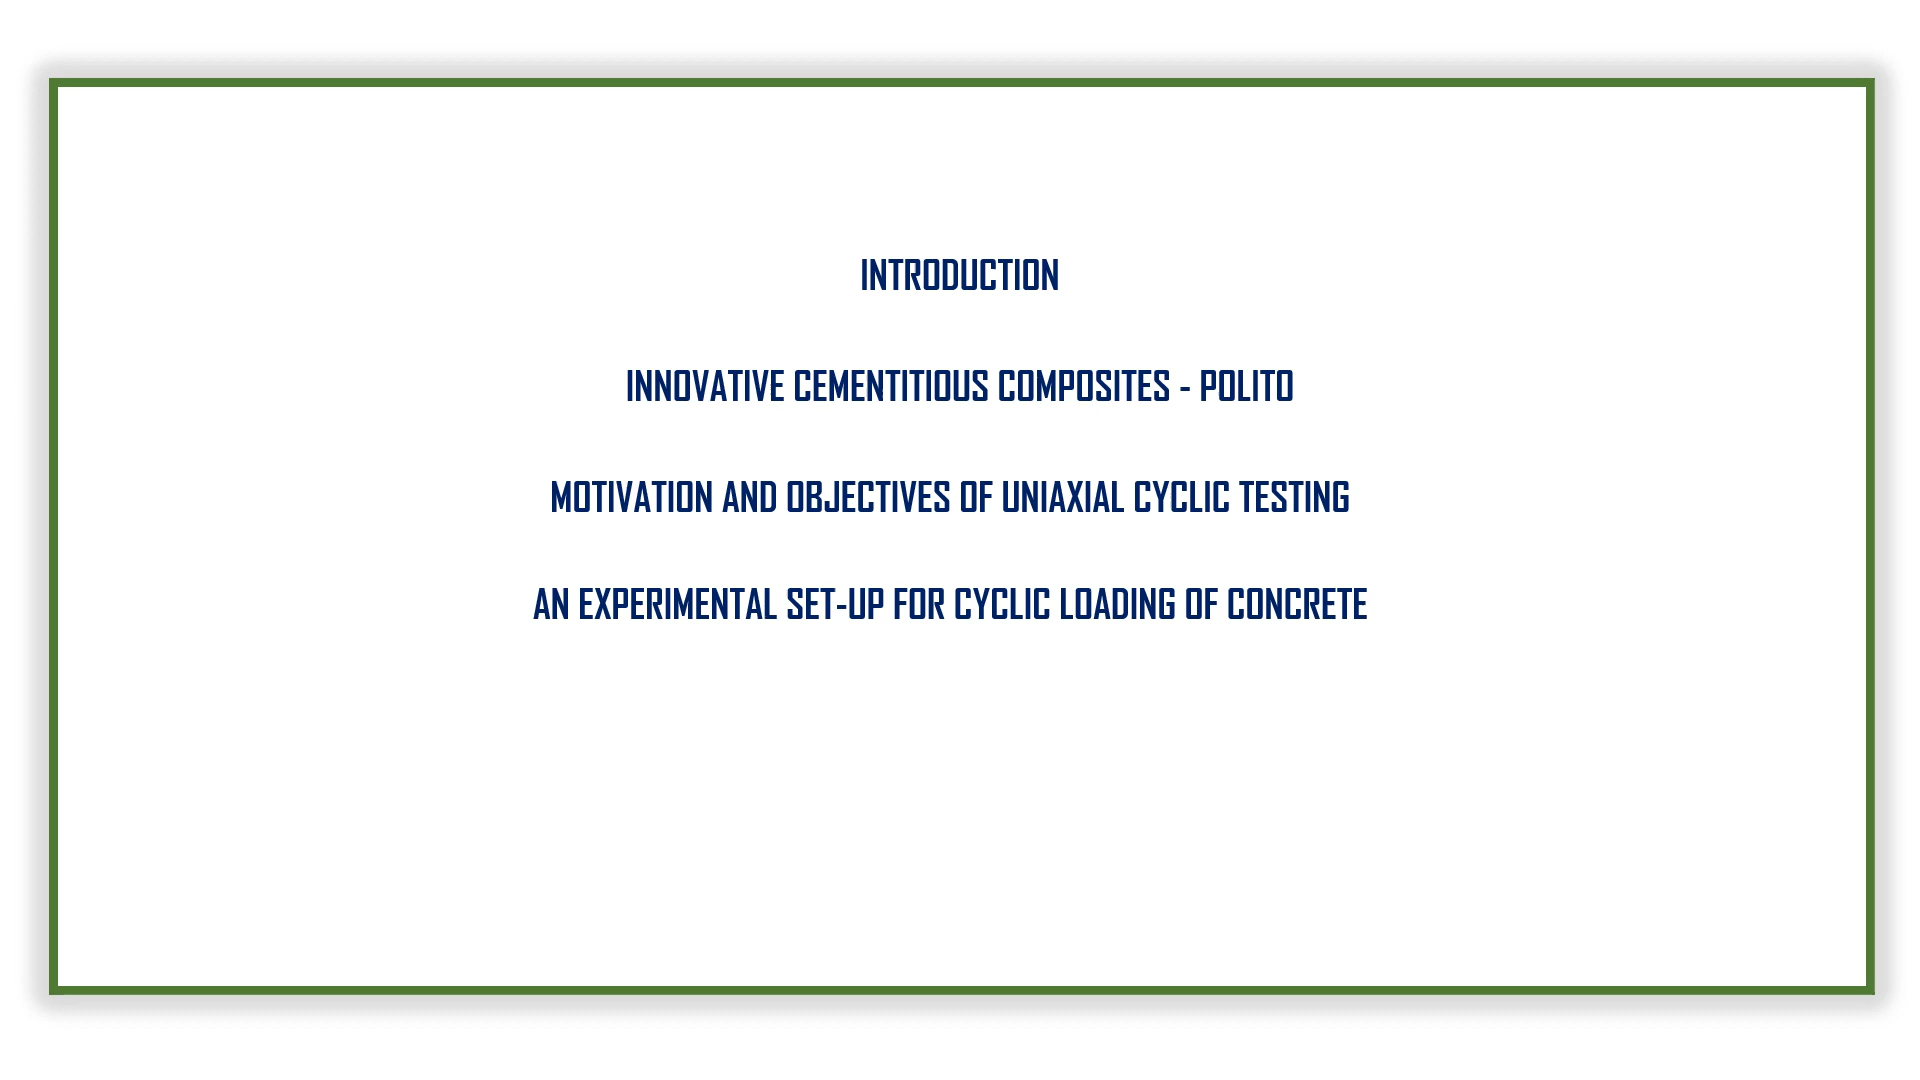 INTRODUCTION
INNOVATIVE CEMENTITIOUS COMPOSITES - POLITO
MOTIVATION AND OBJECTIVES OF UNIAXIAL CYCLIC TESTING
AN EXPERIMENTAL SET-UP FOR CYCLIC LOADING OF CONCRETE